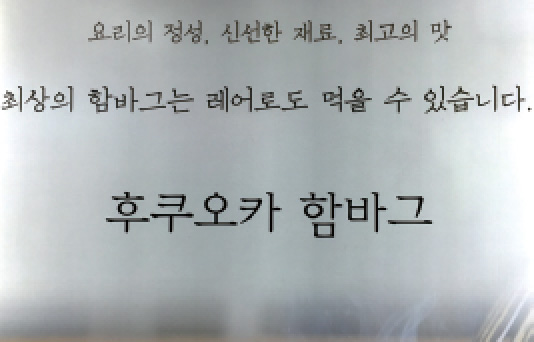 요리의 정성, 신선한 재료, 최고의 맛
최상의 함바그는 레어로도 먹을 수 있습니다.
후쿠오카 함바그